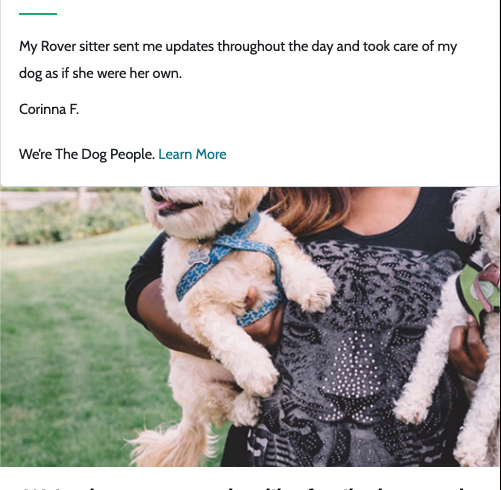 My Rover sitter sent me updates throughout the day and took care of my
dog as if she were her own.
Corinna F.
We're The Dog People. Learn More